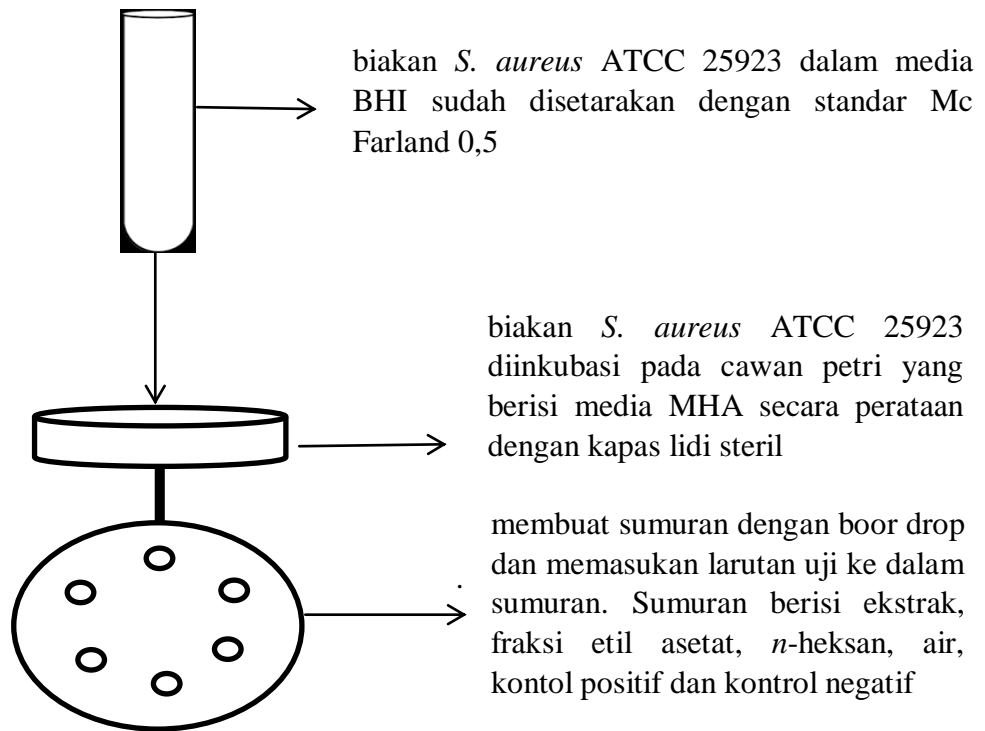 biakan S. aureus ATCC 25923 dalam media
BHI sudah disetarakan dengan standar Mc
Farland 0,5
biakan S. aureus ATCC 25923
diinkubasi pada cawan petri yang
berisi media MHA secara perataan
dengan kapas lidi steril
membuat sumuran dengan boor drop
dan memasukan larutan uji ke dalam
sumuran. Sumuran berisi ekstrak,
fraksi etil asetat, n-heksan, air,
kontol positif dan kontrol negatif